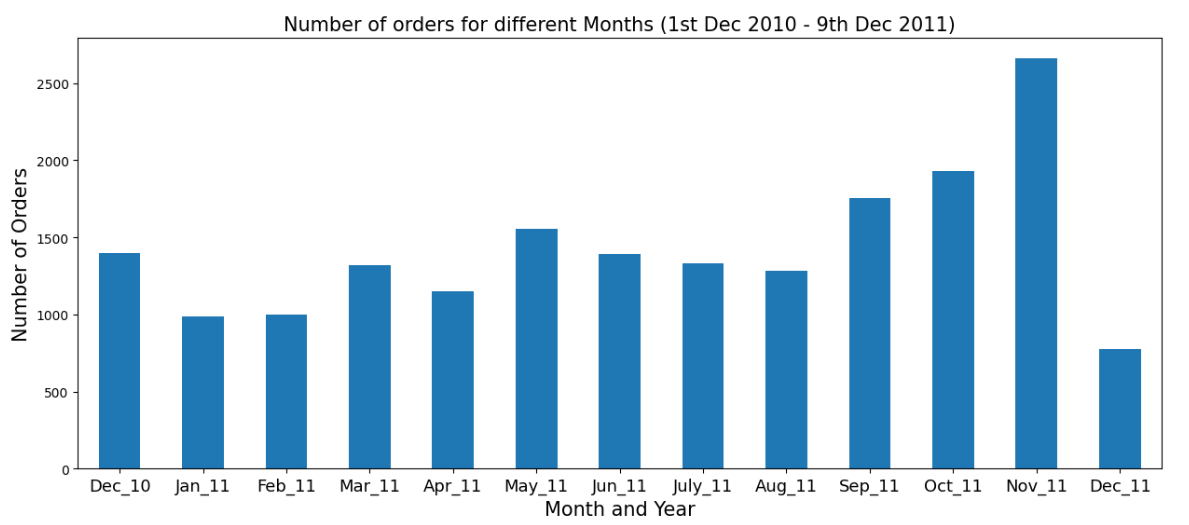 Number of orders for different Months (1st Dec 2010 - 9th Dec 2011)
Number of Orders
2500
2000
1500
1000
500
0
Dec_10 Jan_11 Feb_11 Mar_11 Apr_11 May_11 Jun_11 July_11 Aug_11 Sep_11 Oct_11 Nov_11 Dec_11
Month and Year